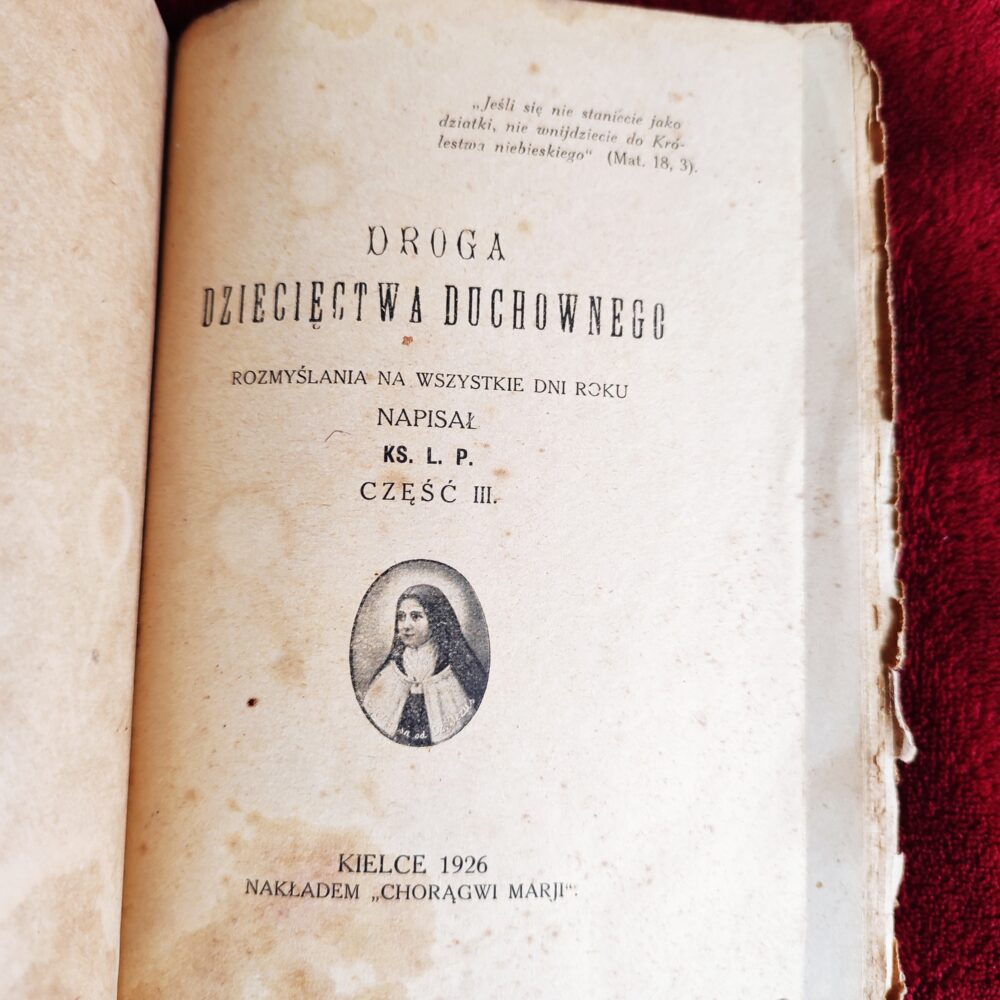 „Jeśli się nie staniecie jako
dziatki, nie wnijdziecie do Kró-
lestwa niebieskiego“ (Mat. 18, 3).
DROGA
DZIECIĘCTWA DUCHOWNEGO
ROZMYŚLANIA NA WSZYSTKIE DNI ROKU
NAPISAŁ
KS. L. P.
CZĘŚĆ III.
od
KIELCE 1926
NAKŁADEM „CHORĄGWI MARJI“.